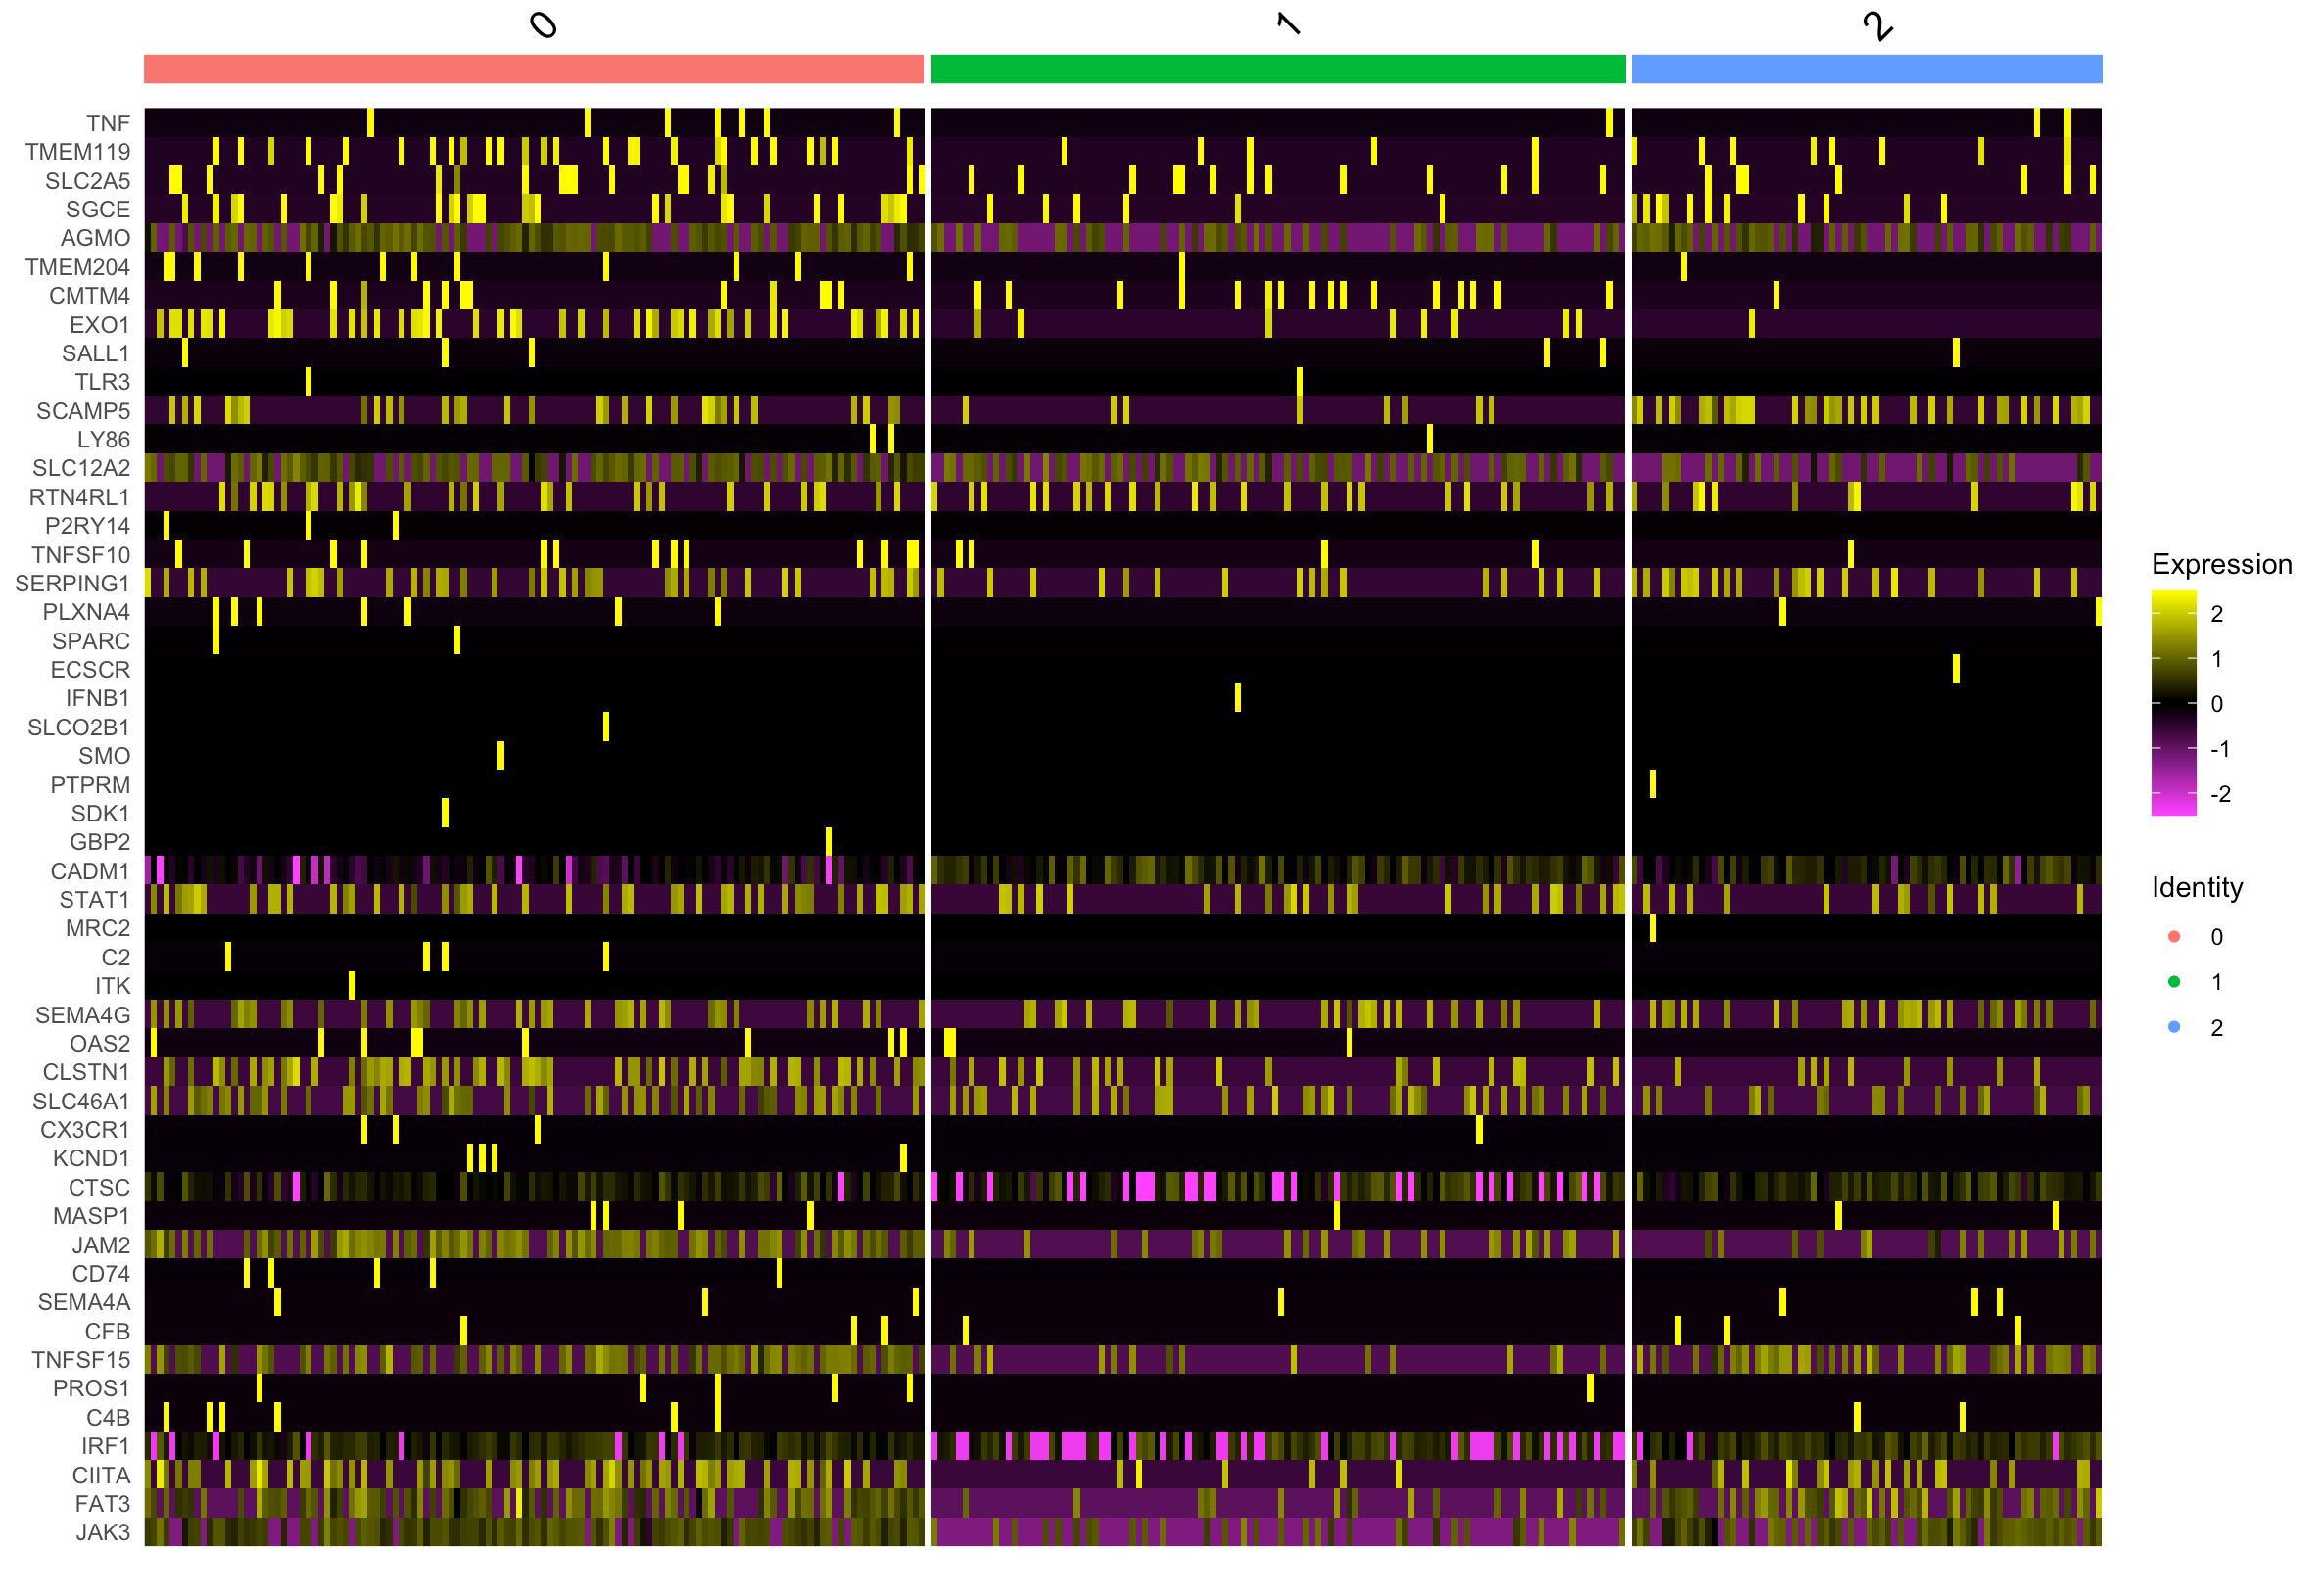 0 1 2
TNF
TMEM119
SLC2A5
SGCE
AGMO
TMEM204
CMTM4
EXO1
SALL1
TLR3
SCAMP5
LY86
SLC12A2
RTN4RL1
P2RY14
TNFSF10
SERPING1
PLXNA4
SPARC
ECSCR
IFNB1
SLCO2B1
SMO
PTPRM
SDK1
GBP2
CADM1
STAT1
MRC2
C2
ITK
SEMA4G
OAS2
CLSTN1
SLC46A1
CX3CR1
KCND1
CTSC
MASP1
JAM2
CD74
SEMA4A
CFB
TNFSF15
PROS1
C4B
IRF1
CIITA
FAT3
JAK3
Expression
2
1
0
-1
-2
Identity
0
1
2